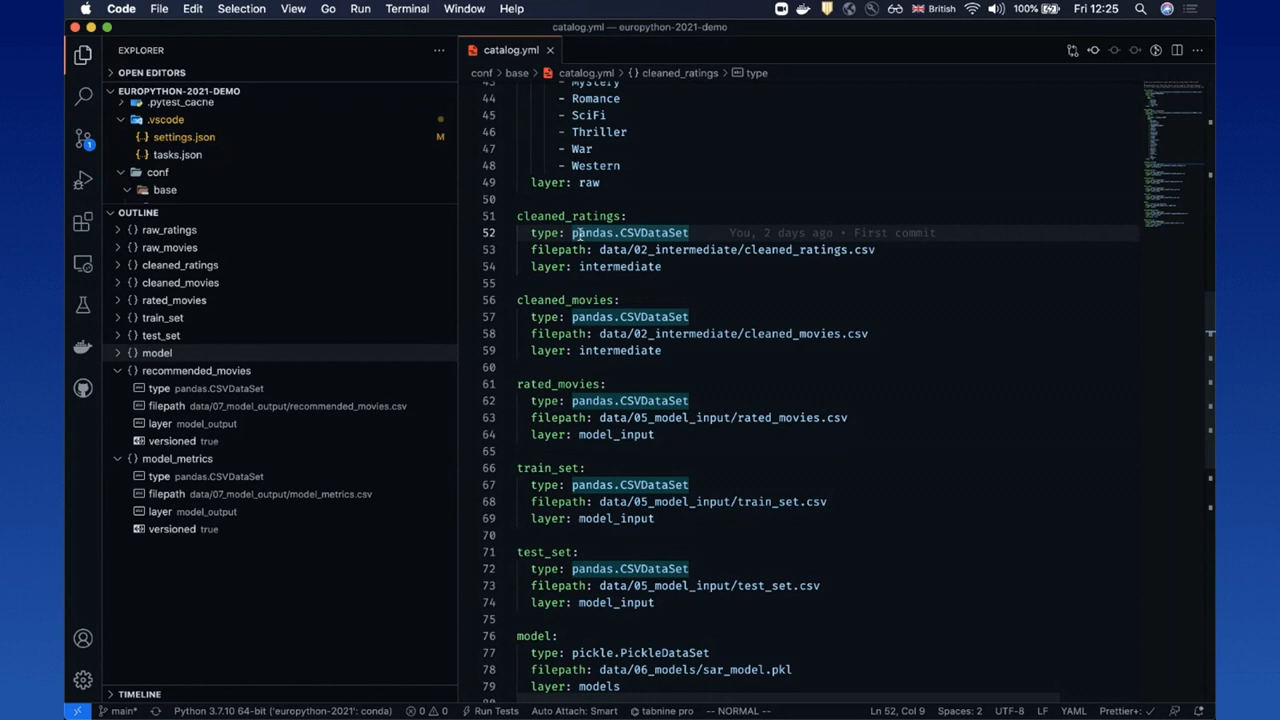 Code File Edit Selection View Go Run Terminal Window Help British 100% Fri 12:25
catalog.yml — europython-2021-demo
EXPLORER
OPEN EDITORS
EUROPYTHON-2021-DEMO
.pytest_cache
.vscode
settings.json M
tasks.json
conf
base
OUTLINE
raw_ratings
raw_movies
cleaned_ratings
cleaned_movies
rated_movies
train_set
test_set
model
recommended_movies
type pandas.CSVDataSet
filepath data/07_model_output/recommended_movies.csv
layer model_output
versioned true
model_metrics
type pandas.CSVDataSet
filepath data/07_model_output/model_metrics.csv
layer model_output
versioned true
TIMELINE
1
catalog.yml
conf > base > catalog.yml > {} cleaned_ratings > type
43 - Mystery
44 - Romance
45 - SciFi
46 - Thriller
47 - War
48 - Western
49 layer: raw
50
51 cleaned_ratings:
52 type: pandas.CSVDataSet You, 2 days ago • First commit
53 filepath: data/02_intermediate/cleaned_ratings.csv
54 layer: intermediate
55
56 cleaned_movies:
57 type: pandas.CSVDataSet
58 filepath: data/02_intermediate/cleaned_movies.csv
59 layer: intermediate
60
61 rated_movies:
62 type: pandas.CSVDataSet
63 filepath: data/05_model_input/rated_movies.csv
64 layer: model_input
65
66 train_set:
67 type: pandas.CSVDataSet
68 filepath: data/05_model_input/train_set.csv
69 layer: model_input
70
71 test_set:
72 type: pandas.CSVDataSet
73 filepath: data/05_model_input/test_set.csv
74 layer: model_input
75
76 model:
77 type: pickle.PickleDataSet
78 filepath: data/06_models/sar_model.pkl
79 layer: models
main* Python 3.7.10 64-bit ('europython-2021': conda) 0 0 Run Tests Auto Attach: Smart tabnine pro -- NORMAL -- Ln 52, Col 9 Spaces: 2 UTF-8 LF YAML Prettier+: ✓